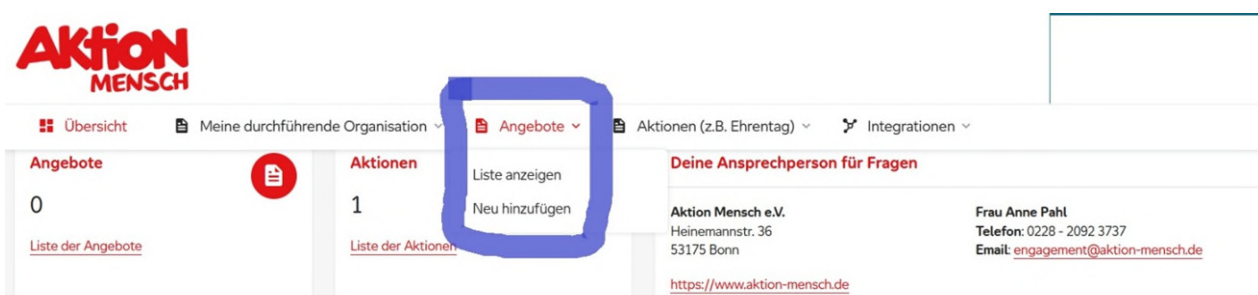 AKtion
MENSCH
Übersicht
Meine durchführende Organisation
Angebote
Aktionen (z.B. Ehrentag)
Integrationen
Angebote
0
Liste der Angebote
Aktionen
1
Liste der Aktionen
Liste anzeigen
Neu hinzufügen
Deine Ansprechperson für Fragen
Aktion Mensch e.V.
Heinemannstr. 36
53175 Bonn
https://www.aktion-mensch.de
Frau Anne Pahl
Telefon: 0228 - 2092 3737
Email: engagement@aktion-mensch.de